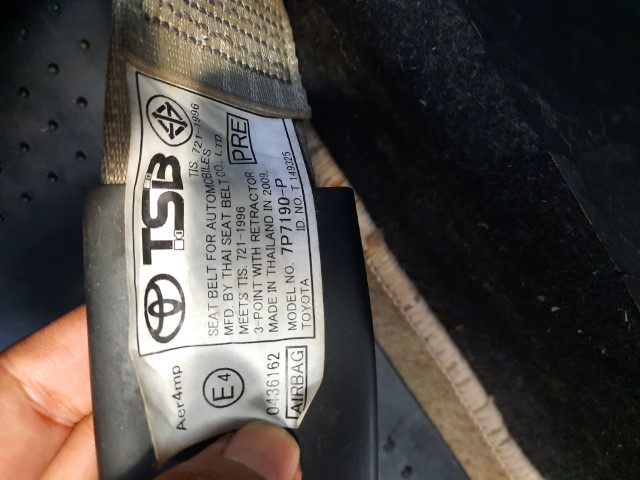 TIS. 721-1996
TSB
PRE
SEAT BELT FOR AUTOMOBILES
MFD. BY THAI SEAT BELT CO., LTD.
MEETS TIS. 721-1996
3-POINT WITH RETRACTOR
MADE IN THAILAND IN 2009,
MODEL NO. 7P7190-P
TOYOTA ID. NO. T 149325
Aer4mp
E4
0436162
AIRBAG